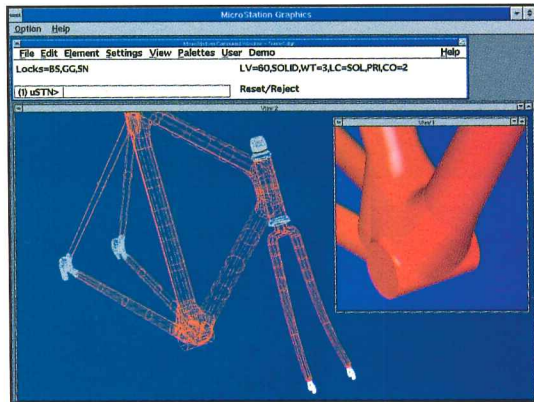 MicroStation Graphics
Option Help
File Edit Element Settings View Palettes User Demo Help
Locks=BS,GG,SN LV=60,SOLID,WT=3,LC=SOL,PRI,CO=2
(1) uSTN> Reset/Reject
View 2
View 1